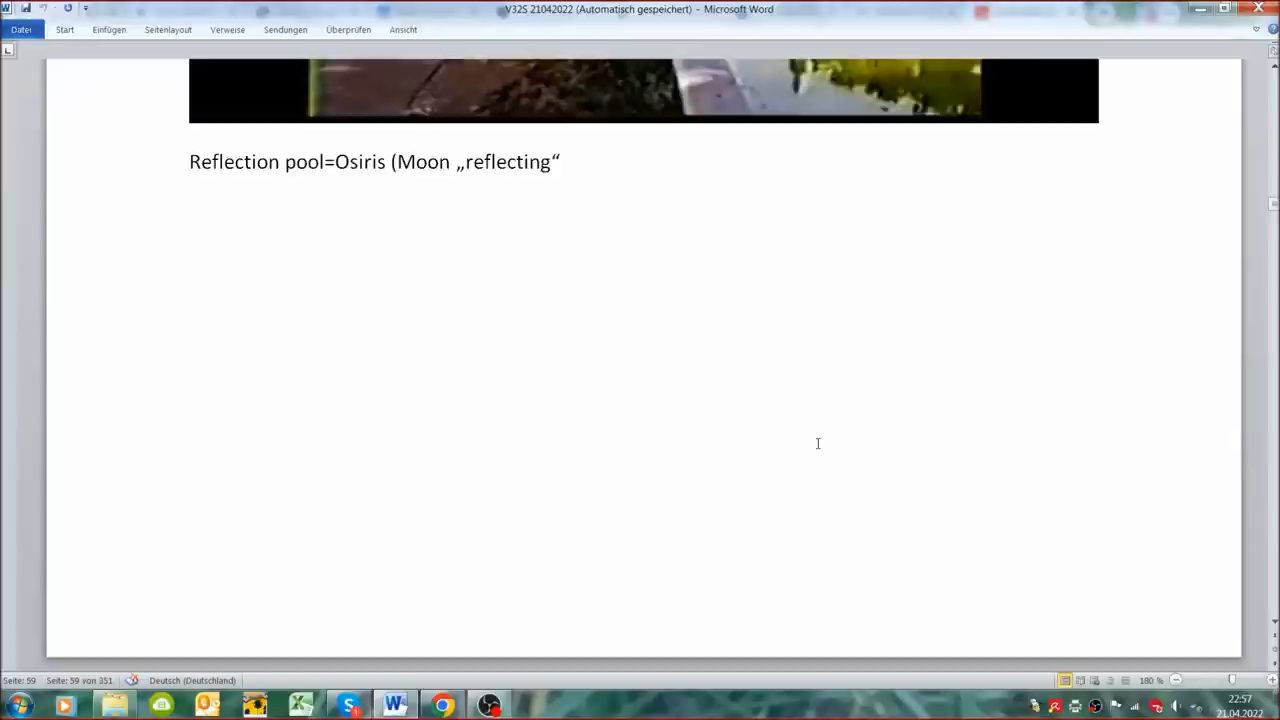 V32S 21042022 (Automatisch gespeichert) - Microsoft Word
Datei Start Einfügen Seitenlayout Verweise Sendungen Überprüfen Ansicht
Reflection pool=Osiris (Moon „reflecting“
Seite: 59 Seite: 59 von 351 Deutsch (Deutschland) 180 %
22:57
21.04.2022